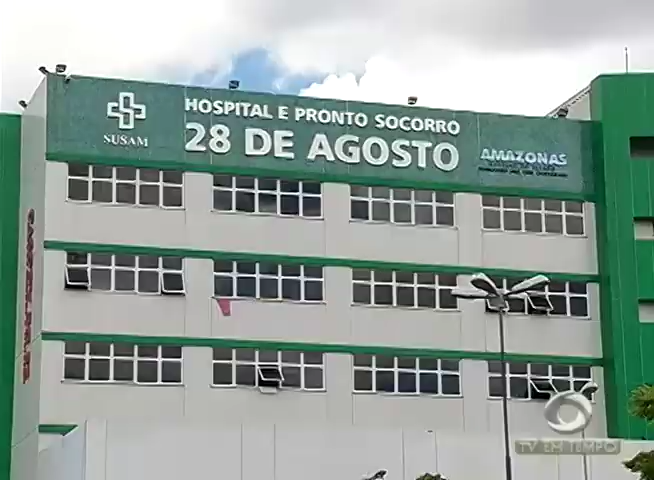 HOSPITAL E PRONTO SOCORRO
28 DE AGOSTO
SUSAM
AMAZONAS
TV EM TEMPO